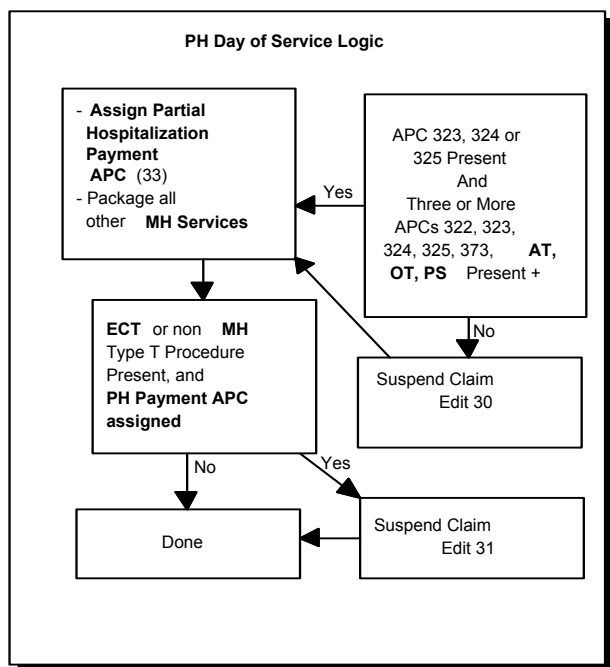 PH Day of Service Logic
- Assign Partial
Hospitalization
Payment
APC (33)
- Package all
other MH Services
Yes
APC 323, 324 or
325 Present
And
Three or More
APCs 322, 323,
324, 325, 373, AT,
OT, PS Present +
No
ECT or non MH
Type T Procedure
Present, and
PH Payment APC
assigned
Suspend Claim
Edit 30
No
Yes
Done
Suspend Claim
Edit 31